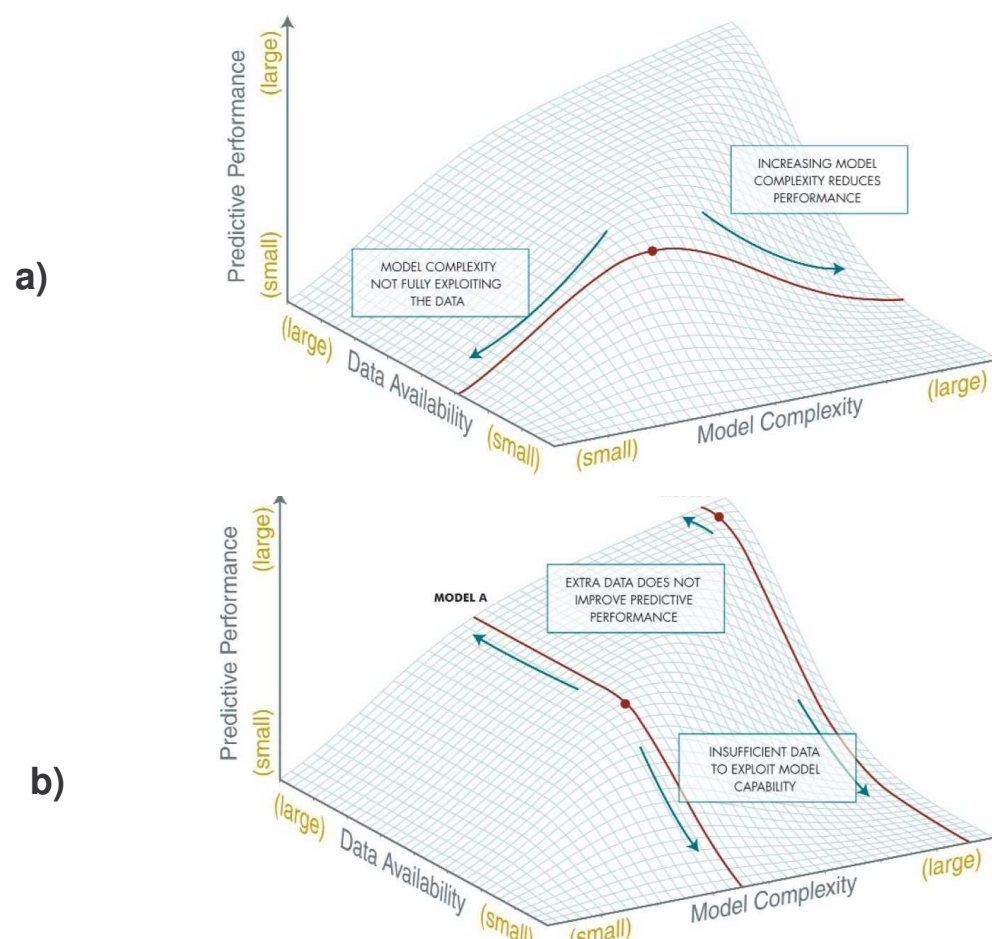 a)
Predictive Performance
(small)
(large)
MODEL COMPLEXITY
NOT FULLY EXPLOITING
THE DATA
INCREASING MODEL
COMPLEXITY REDUCES
PERFORMANCE
(large)
Data Availability
(small)
(small)
Model Complexity
(large)
b)
Predictive Performance
(small)
(large)
MODEL A
EXTRA DATA DOES NOT
IMPROVE PREDICTIVE
PERFORMANCE
INSUFFICIENT DATA
TO EXPLOIT MODEL
CAPABILITY
(large)
Data Availability
(small)
(small)
Model Complexity
(large)